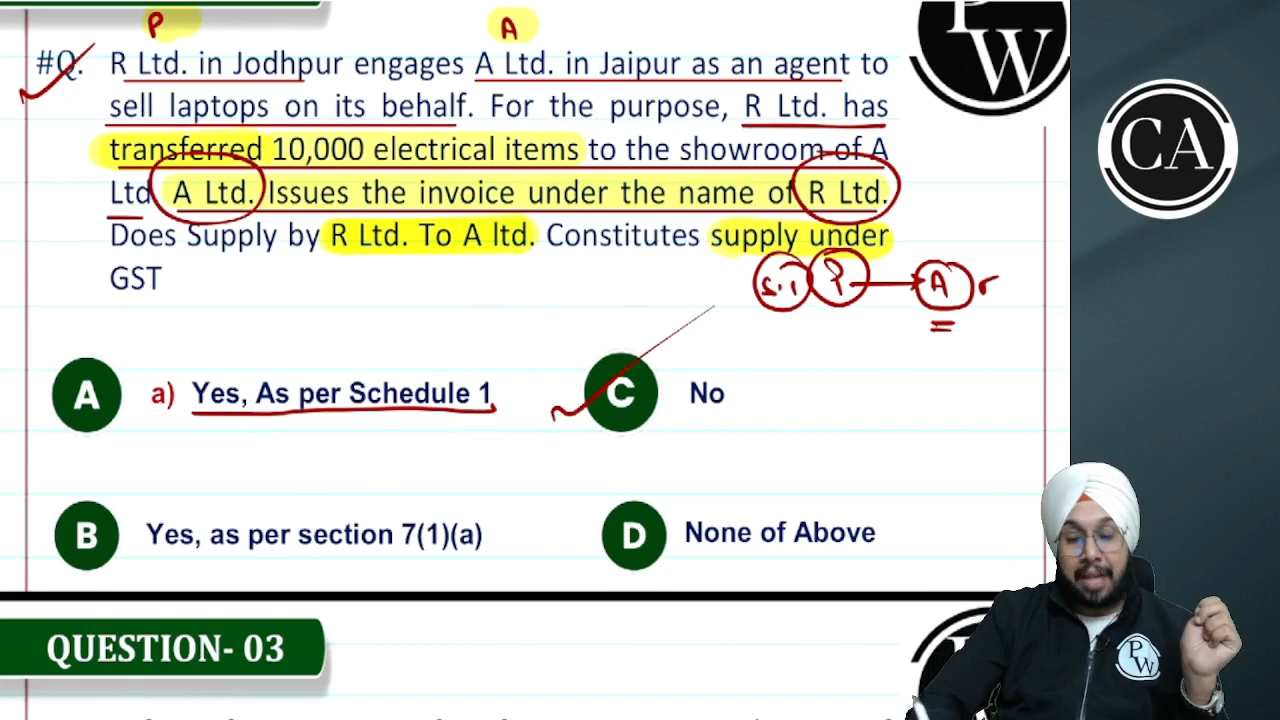 P A
#Q. R Ltd. in Jodhpur engages A Ltd. in Jaipur as an agent to
sell laptops on its behalf. For the purpose, R Ltd. has
transferred 10,000 electrical items to the showroom of A
Ltd. A Ltd. Issues the invoice under the name of R Ltd.
Does Supply by R Ltd. To A ltd. Constitutes supply under
GST
P A
A a) Yes, As per Schedule 1
C No
B Yes, as per section 7(1)(a)
D None of Above
QUESTION- 03
PW
CA
PW